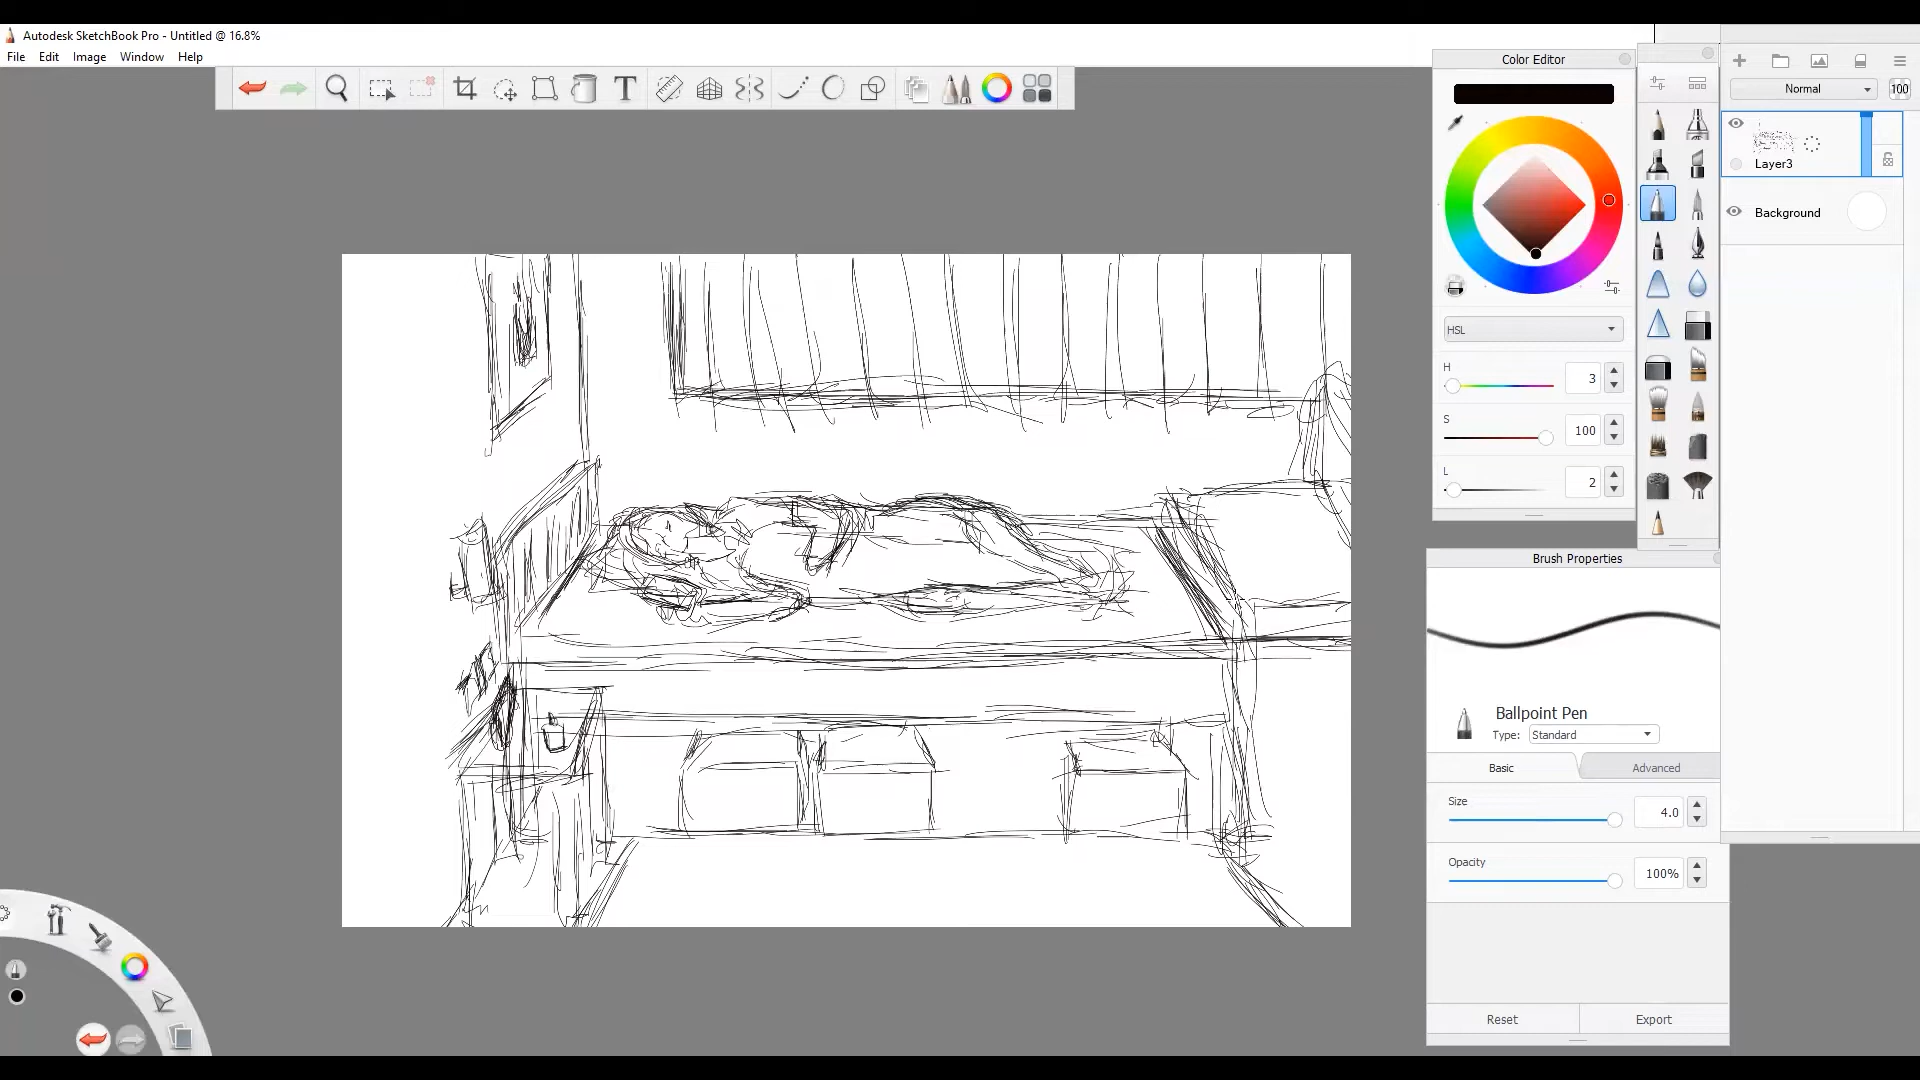 Autodesk SketchBook Pro - Untitled @ 16.8%
File Edit Image Window Help
T
Color Editor
HSL
H 3
S 100
L 2
Normal 100
Layer3
Background
Brush Properties
Ballpoint Pen
Type: Standard
Basic Advanced
Size 4.0
Opacity 100%
Reset Export